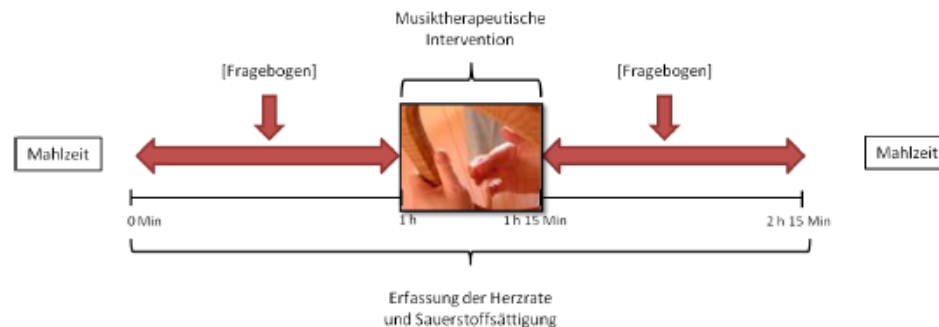 Musiktherapeutische
Intervention
[Fragebogen]
[Fragebogen]
Mahlzeit
Mahlzeit
0 Min
1 h
1 h 15 Min
2 h 15 Min
Erfassung der Herzrate
und Sauerstoffsättigung